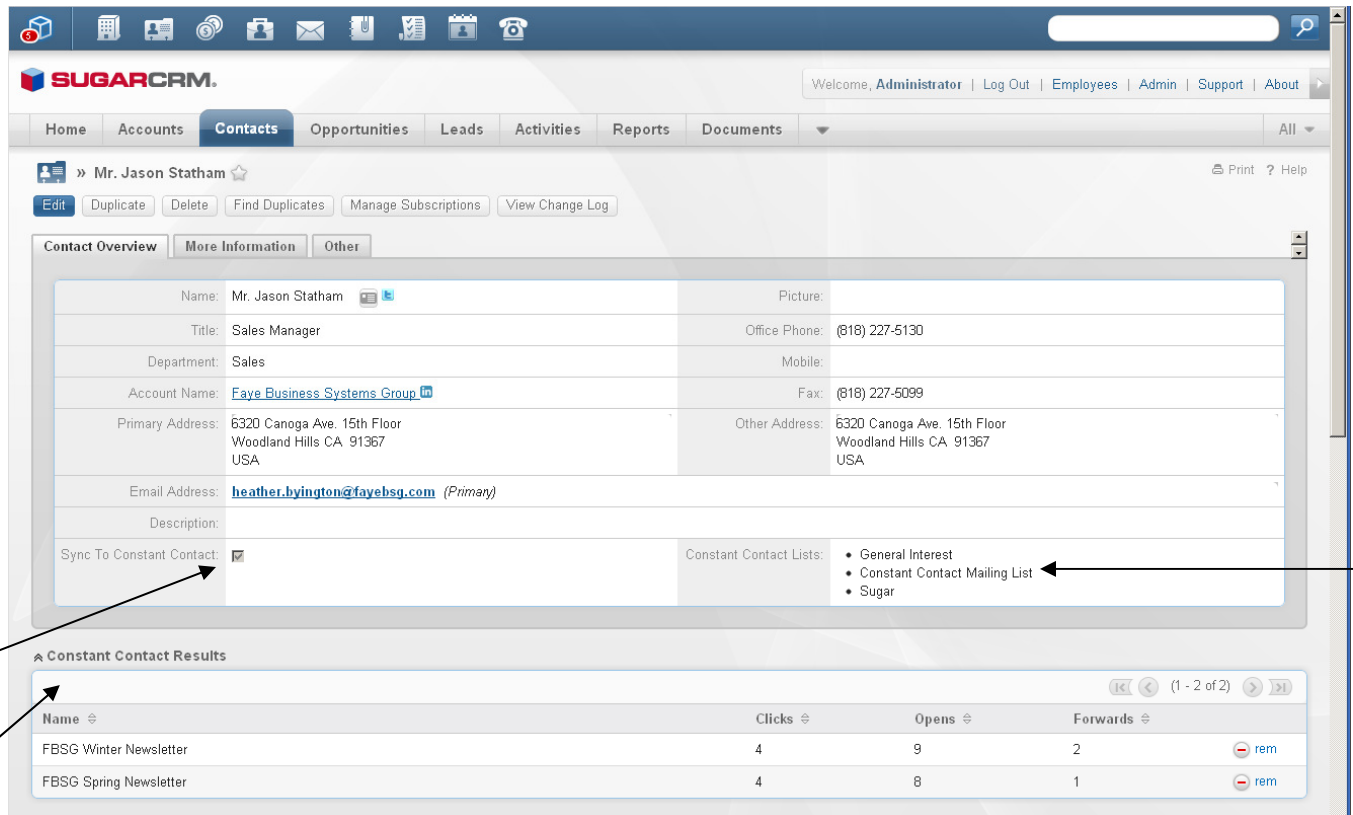 5
SUGARCRM.
Welcome, Administrator | Log Out | Employees | Admin | Support | About
Home Accounts Contacts Opportunities Leads Activities Reports Documents All
» Mr. Jason Statham
Print ? Help
Edit Duplicate Delete Find Duplicates Manage Subscriptions View Change Log
Contact Overview More Information Other
Name: Mr. Jason Statham Picture:
Title: Sales Manager Office Phone: (818) 227-5130
Department: Sales Mobile:
Account Name: Faye Business Systems Group in Fax: (818) 227-5099
Primary Address: 6320 Canoga Ave. 15th Floor Other Address: 6320 Canoga Ave. 15th Floor
Woodland Hills CA 91367 Woodland Hills CA 91367
USA USA
Email Address: heather.byington@fayebsg.com (Primary)
Description:
Sync To Constant Contact: Constant Contact Lists: • General Interest
• Constant Contact Mailing List
• Sugar
Constant Contact Results
(1 - 2 of 2)
Name Clicks Opens Forwards
FBSG Winter Newsletter 4 9 2 rem
FBSG Spring Newsletter 4 8 1 rem